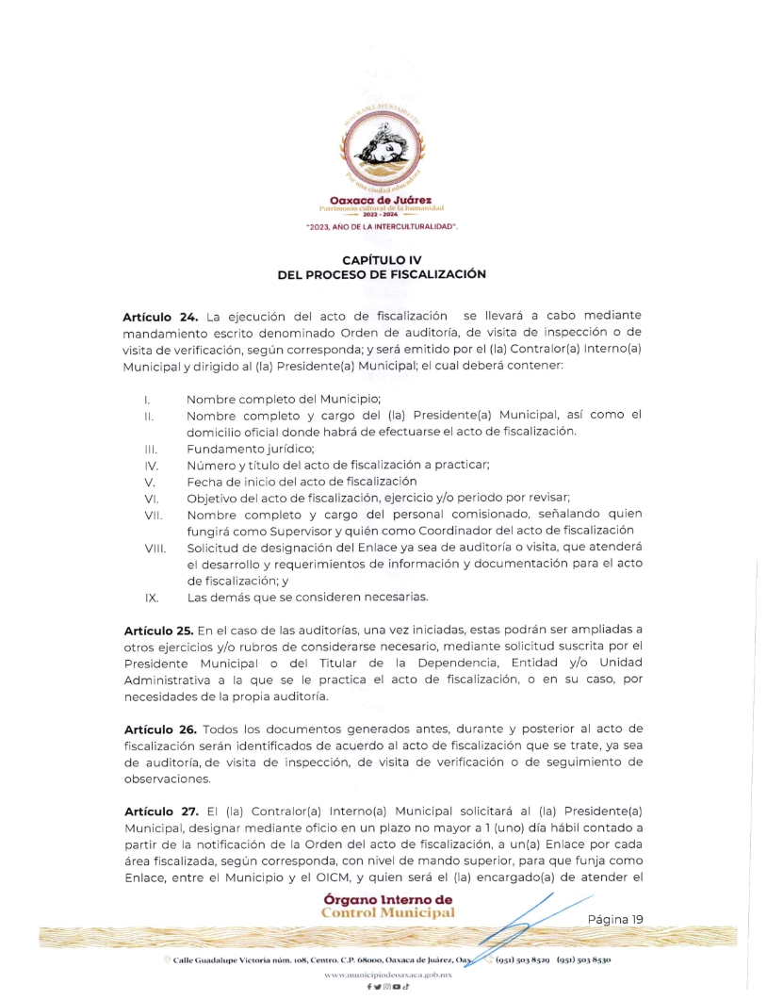 HONORABLE AYUNTAMIENTO
Por una ciudad educadora
Oaxaca de Juárez
Patrimonio cultural de la humanidad
2022 - 2024
"2023, AÑO DE LA INTERCULTURALIDAD".
CAPÍTULO IV
DEL PROCESO DE FISCALIZACIÓN
Artículo 24. La ejecución del acto de fiscalización se llevará a cabo mediante
mandamiento escrito denominado Orden de auditoría, de visita de inspección o de
visita de verificación, según corresponda; y será emitido por el (la) Contralor(a) Interno(a)
Municipal y dirigido al (la) Presidente(a) Municipal; el cual deberá contener:
I. Nombre completo del Municipio;
II. Nombre completo y cargo del (la) Presidente(a) Municipal, así como el
domicilio oficial donde habrá de efectuarse el acto de fiscalización.
III. Fundamento jurídico;
IV. Número y título del acto de fiscalización a practicar;
V. Fecha de inicio del acto de fiscalización
VI. Objetivo del acto de fiscalización, ejercicio y/o periodo por revisar;
VII. Nombre completo y cargo del personal comisionado, señalando quien
fungirá como Supervisor y quién como Coordinador del acto de fiscalización
VIII. Solicitud de designación del Enlace ya sea de auditoría o visita, que atenderá
el desarrollo y requerimientos de información y documentación para el acto
de fiscalización; y
IX. Las demás que se consideren necesarias.
Artículo 25. En el caso de las auditorías, una vez iniciadas, estas podrán ser ampliadas a
otros ejercicios y/o rubros de considerarse necesario, mediante solicitud suscrita por el
Presidente Municipal o del Titular de la Dependencia, Entidad y/o Unidad
Administrativa a la que se le practica el acto de fiscalización, o en su caso, por
necesidades de la propia auditoría.
Artículo 26. Todos los documentos generados antes, durante y posterior al acto de
fiscalización serán identificados de acuerdo al acto de fiscalización que se trate, ya sea
de auditoría, de visita de inspección, de visita de verificación o de seguimiento de
observaciones.
Artículo 27. El (la) Contralor(a) Interno(a) Municipal solicitará al (la) Presidente(a)
Municipal, designar mediante oficio en un plazo no mayor a 1 (uno) día hábil contado a
partir de la notificación de la Orden del acto de fiscalización, a un(a) Enlace por cada
área fiscalizada, según corresponda, con nivel de mando superior, para que funja como
Enlace, entre el Municipio y el OICM, y quien será el (la) encargado(a) de atender el
Órgano Interno de
Control Municipal
Página 19
Calle Guadalupe Victoria núm. 108, Centro. C.P. 68000, Oaxaca de Juárez, Oax. (951) 503 8529 (951) 503 8530
www.municipiodeoaxaca.gob.mx